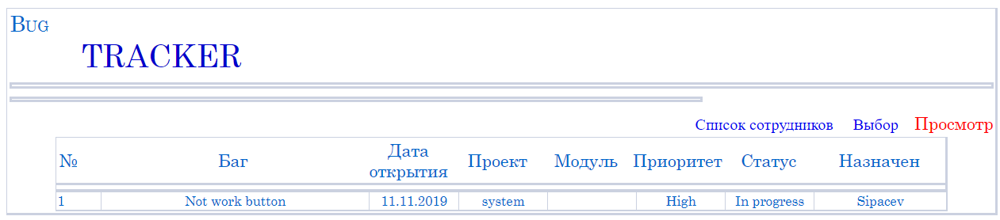 Bug
TRACKER
Список сотрудников Выбор Просмотр
№ Баг Дата открытия Проект Модуль Приоритет Статус Назначен
1 Not work button 11.11.2019 system High In progress Sipacev